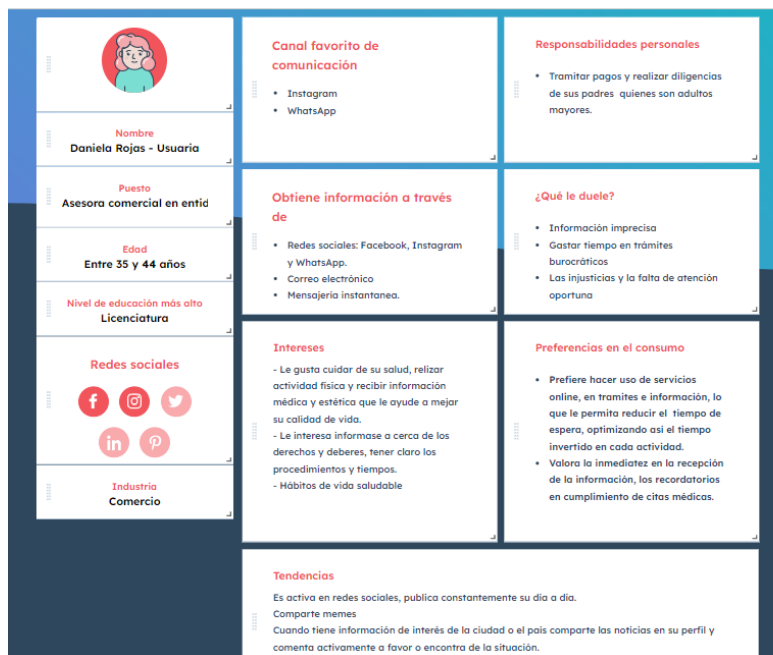 Nombre
Daniela Rojas - Usuaria
Puesto
Asesora comercial en entid
Edad
Entre 35 y 44 años
Nivel de educación más alto
Licenciatura
Redes sociales
Industria
Comercio
Canal favorito de
comunicación
• Instagram
• WhatsApp
Responsabilidades personales
• Tramitar pagos y realizar diligencias
de sus padres quienes son adultos
mayores.
Obtiene información a través
de
• Redes sociales: Facebook, Instagram
y WhatsApp.
• Correo electrónico
• Mensajería instantanea.
¿Qué le duele?
• Información imprecisa
• Gastar tiempo en trámites
burocráticos
• Las injusticias y la falta de atención
oportuna
Intereses
- Le gusta cuidar de su salud, relizar
actividad física y recibir información
médica y estética que le ayude a mejar
su calidad de vida.
- Le interesa informase a cerca de los
derechos y deberes, tener claro los
procedimientos y tiempos.
- Hábitos de vida saludable
Preferencias en el consumo
• Prefiere hacer uso de servicios
online, en tramites e información, lo
que le permita reducir el tiempo de
espera, optimizando así el tiempo
invertido en cada actividad.
• Valora la inmediatez en la recepción
de la información, los recordatorios
en cumplimiento de citas médicas.
Tendencias
Es activa en redes sociales, publica constantemente su día a día.
Comparte memes
Cuando tiene información de interés de la ciudad o el país comparte las noticias en su perfil y
comenta activamente a favor o encontra de la situación.